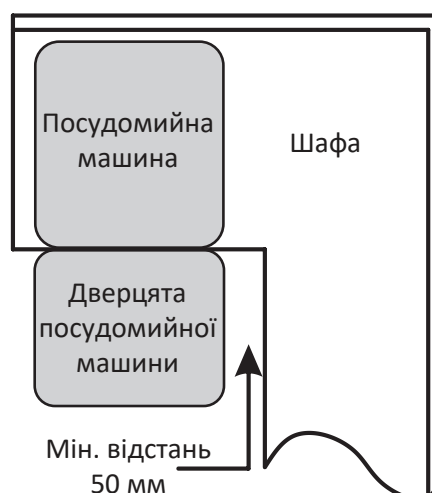 Посудомийна
машина
Шафа
Дверцята
посудомийної
машини
Мін. відстань
50 мм